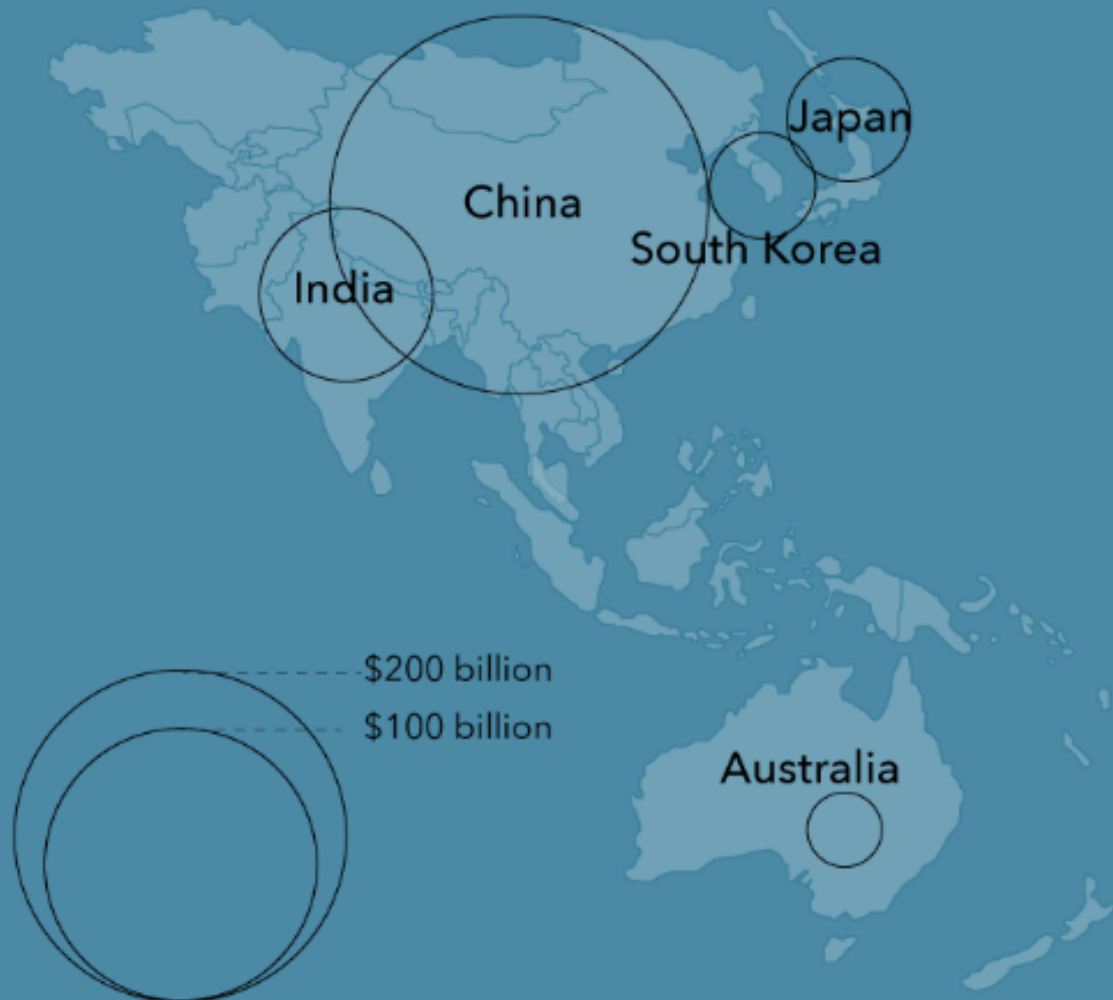 Japan
China
South Korea
India
$200 billion
$100 billion
Australia